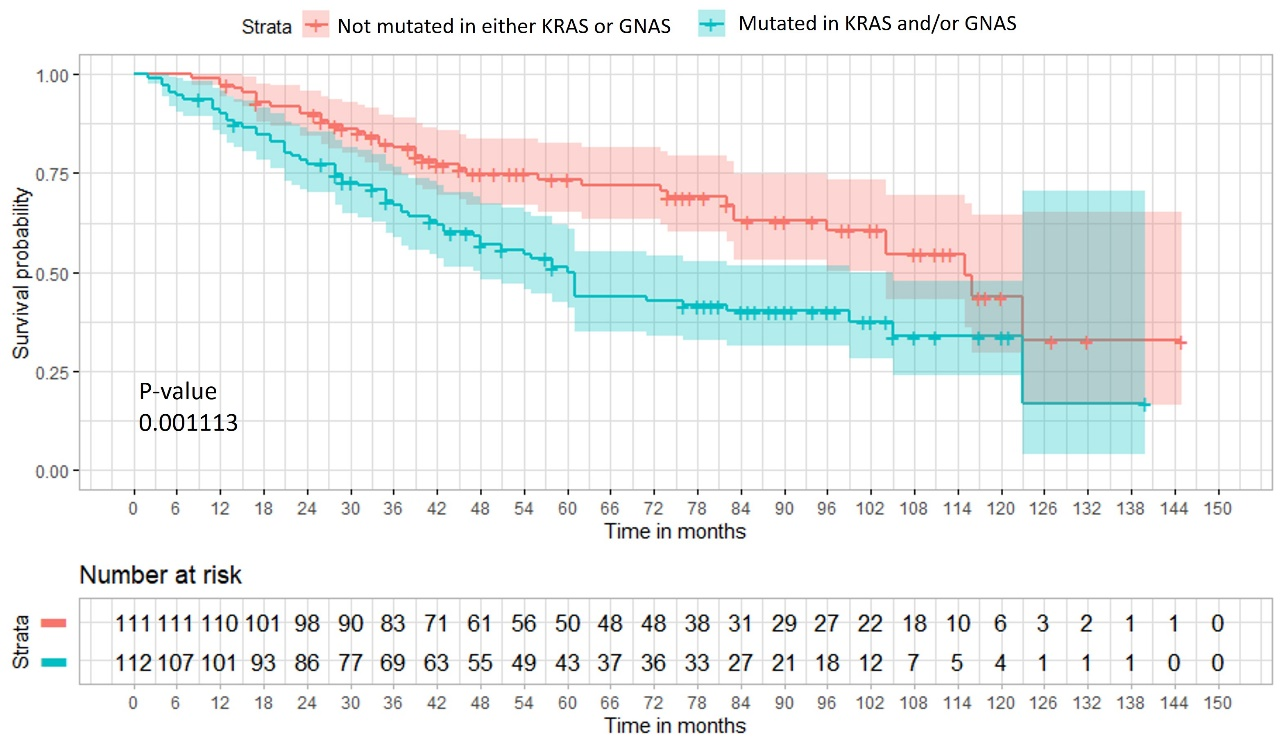 Strata Not mutated in either KRAS or GNAS Mutated in KRAS and/or GNAS
Survival probability
1.00
0.75
0.50
0.25
0.00
P-value
0.001113
0 6 12 18 24 30 36 42 48 54 60 66 72 78 84 90 96 102 108 114 120 126 132 138 144 150
Time in months
Number at risk
Strata
111 111 110 101 98 90 83 71 61 56 50 48 48 38 31 29 27 22 18 10 6 3 2 1 1 0
112 107 101 93 86 77 69 63 55 49 43 37 36 33 27 21 18 12 7 5 4 1 1 1 0 0
0 6 12 18 24 30 36 42 48 54 60 66 72 78 84 90 96 102 108 114 120 126 132 138 144 150
Time in months